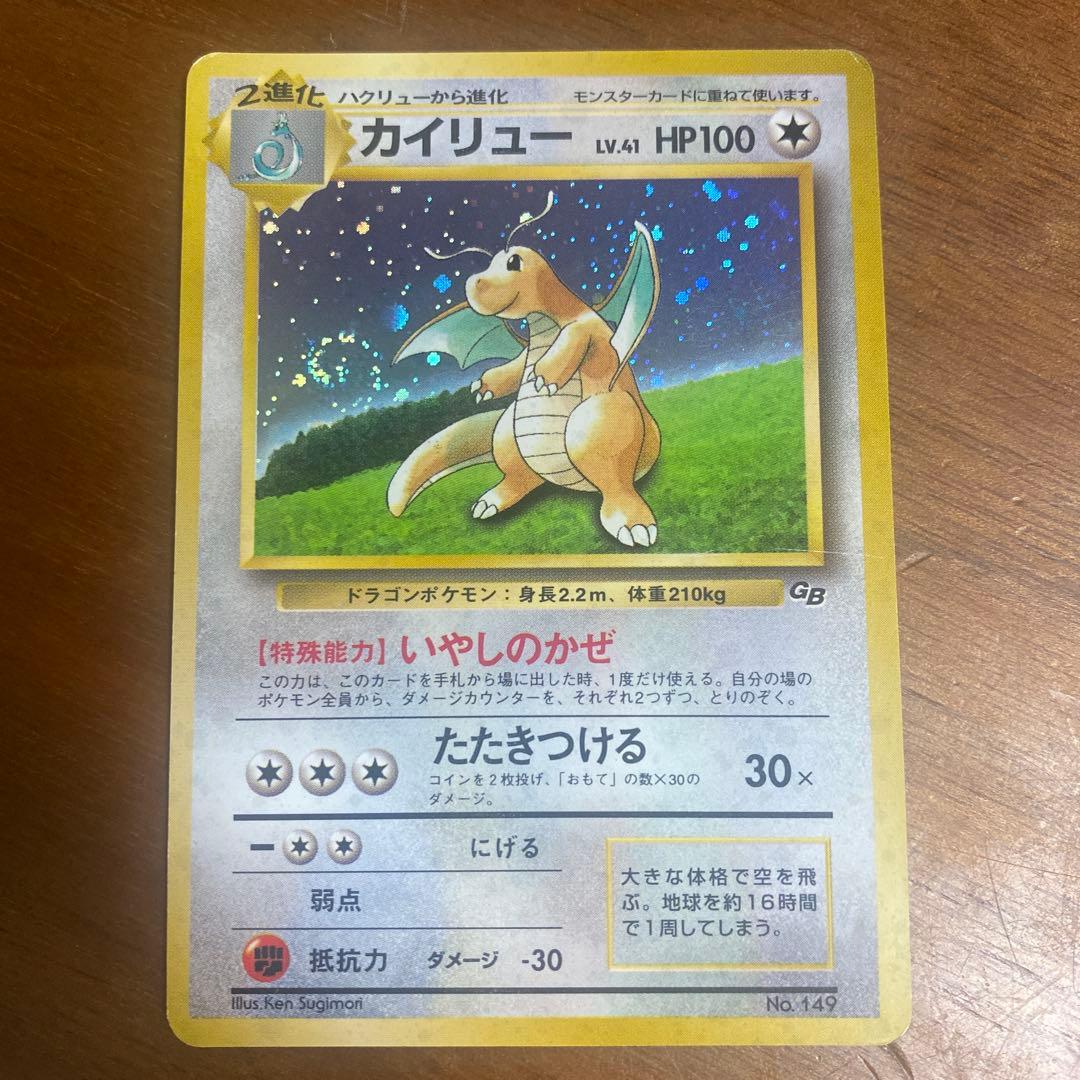 2進化 ハクリューから進化 モンスターカードに重ねて使います。
カイリュー LV.41 HP100
ドラゴンポケモン：身長2.2m、体重210kg GB
【特殊能力】いやしのかぜ
この力は、このカードを手札から場に出した時、1度だけ使える。自分の場の
ポケモン全員から、ダメージカウンターを、それぞれ2つずつ、とりのぞく。
たたきつける 30×
コインを2枚投げ、「おもて」の数×30の
ダメージ。
ー にげる
弱点
抵抗力 ダメージ -30
大きな体格で空を飛
ぶ。地球を約16時間
で1周してしまう。
Illus.Ken Sugimori No. 149